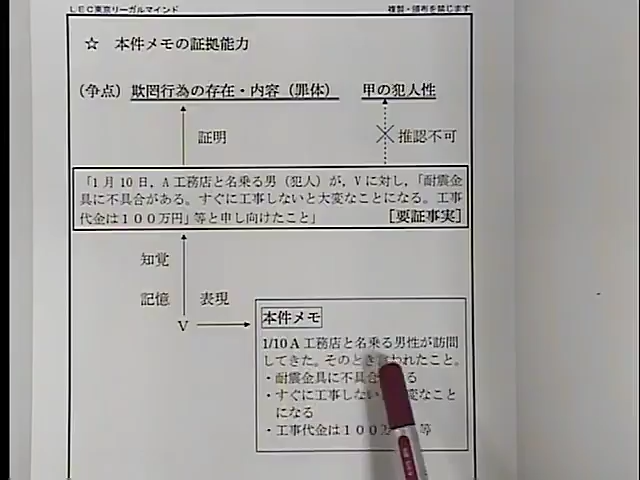 LEC東京リーガルマインド 複製・頒布を禁じます
☆ 本件メモの証拠能力
(争点) 欺罔行為の存在・内容(罪体) 甲の犯人性
証明 推認不可
「1月10日,A工務店と名乗る男(犯人)が,Vに対し,「耐震金
具に不具合がある。すぐに工事しないと大変なことになる。工事
代金は100万円」等と申し向けたこと」 [要証事実]
知覚
記憶 表現
V
本件メモ
1/10 A工務店と名乗る男性が訪問
してきた。そのとき言われたこと。
・耐震金具に不具合 る
・すぐに工事しない 変なこと
になる
・工事代金は100万 等